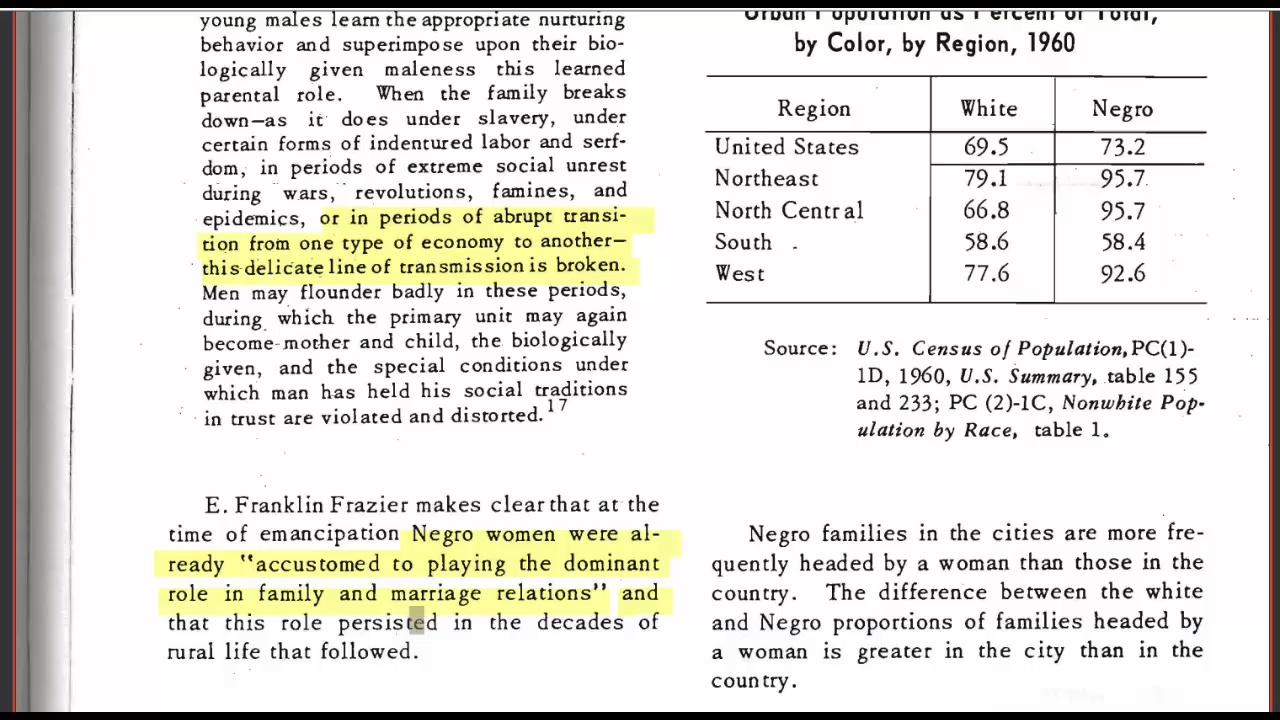 young males learn the appropriate nurturing
behavior and superimpose upon their bio-
logically given maleness this learned
parental role. When the family breaks
down—as it does under slavery, under
certain forms of indentured labor and serf-
dom, in periods of extreme social unrest
during wars, revolutions, famines, and
epidemics, or in periods of abrupt transi-
tion from one type of economy to another—
this delicate line of transmission is broken.
Men may flounder badly in these periods,
during which the primary unit may again
become mother and child, the biologically
given, and the special conditions under
which man has held his social traditions
in trust are violated and distorted.17
E. Franklin Frazier makes clear that at the
time of emancipation Negro women were al-
ready "accustomed to playing the dominant
role in family and marriage relations" and
that this role persisted in the decades of
rural life that followed.
Urban Population as Percent of Total,
by Color, by Region, 1960
Region White Negro
United States 69.5 73.2
Northeast 79.1 95.7
North Central 66.8 95.7
South 58.6 58.4
West 77.6 92.6
Source: U.S. Census of Population, PC(1)-
1D, 1960, U.S. Summary, table 155
and 233; PC (2)-1C, Nonwhite Pop-
ulation by Race, table 1.
Negro families in the cities are more fre-
quently headed by a woman than those in the
country. The difference between the white
and Negro proportions of families headed by
a woman is greater in the city than in the
country.